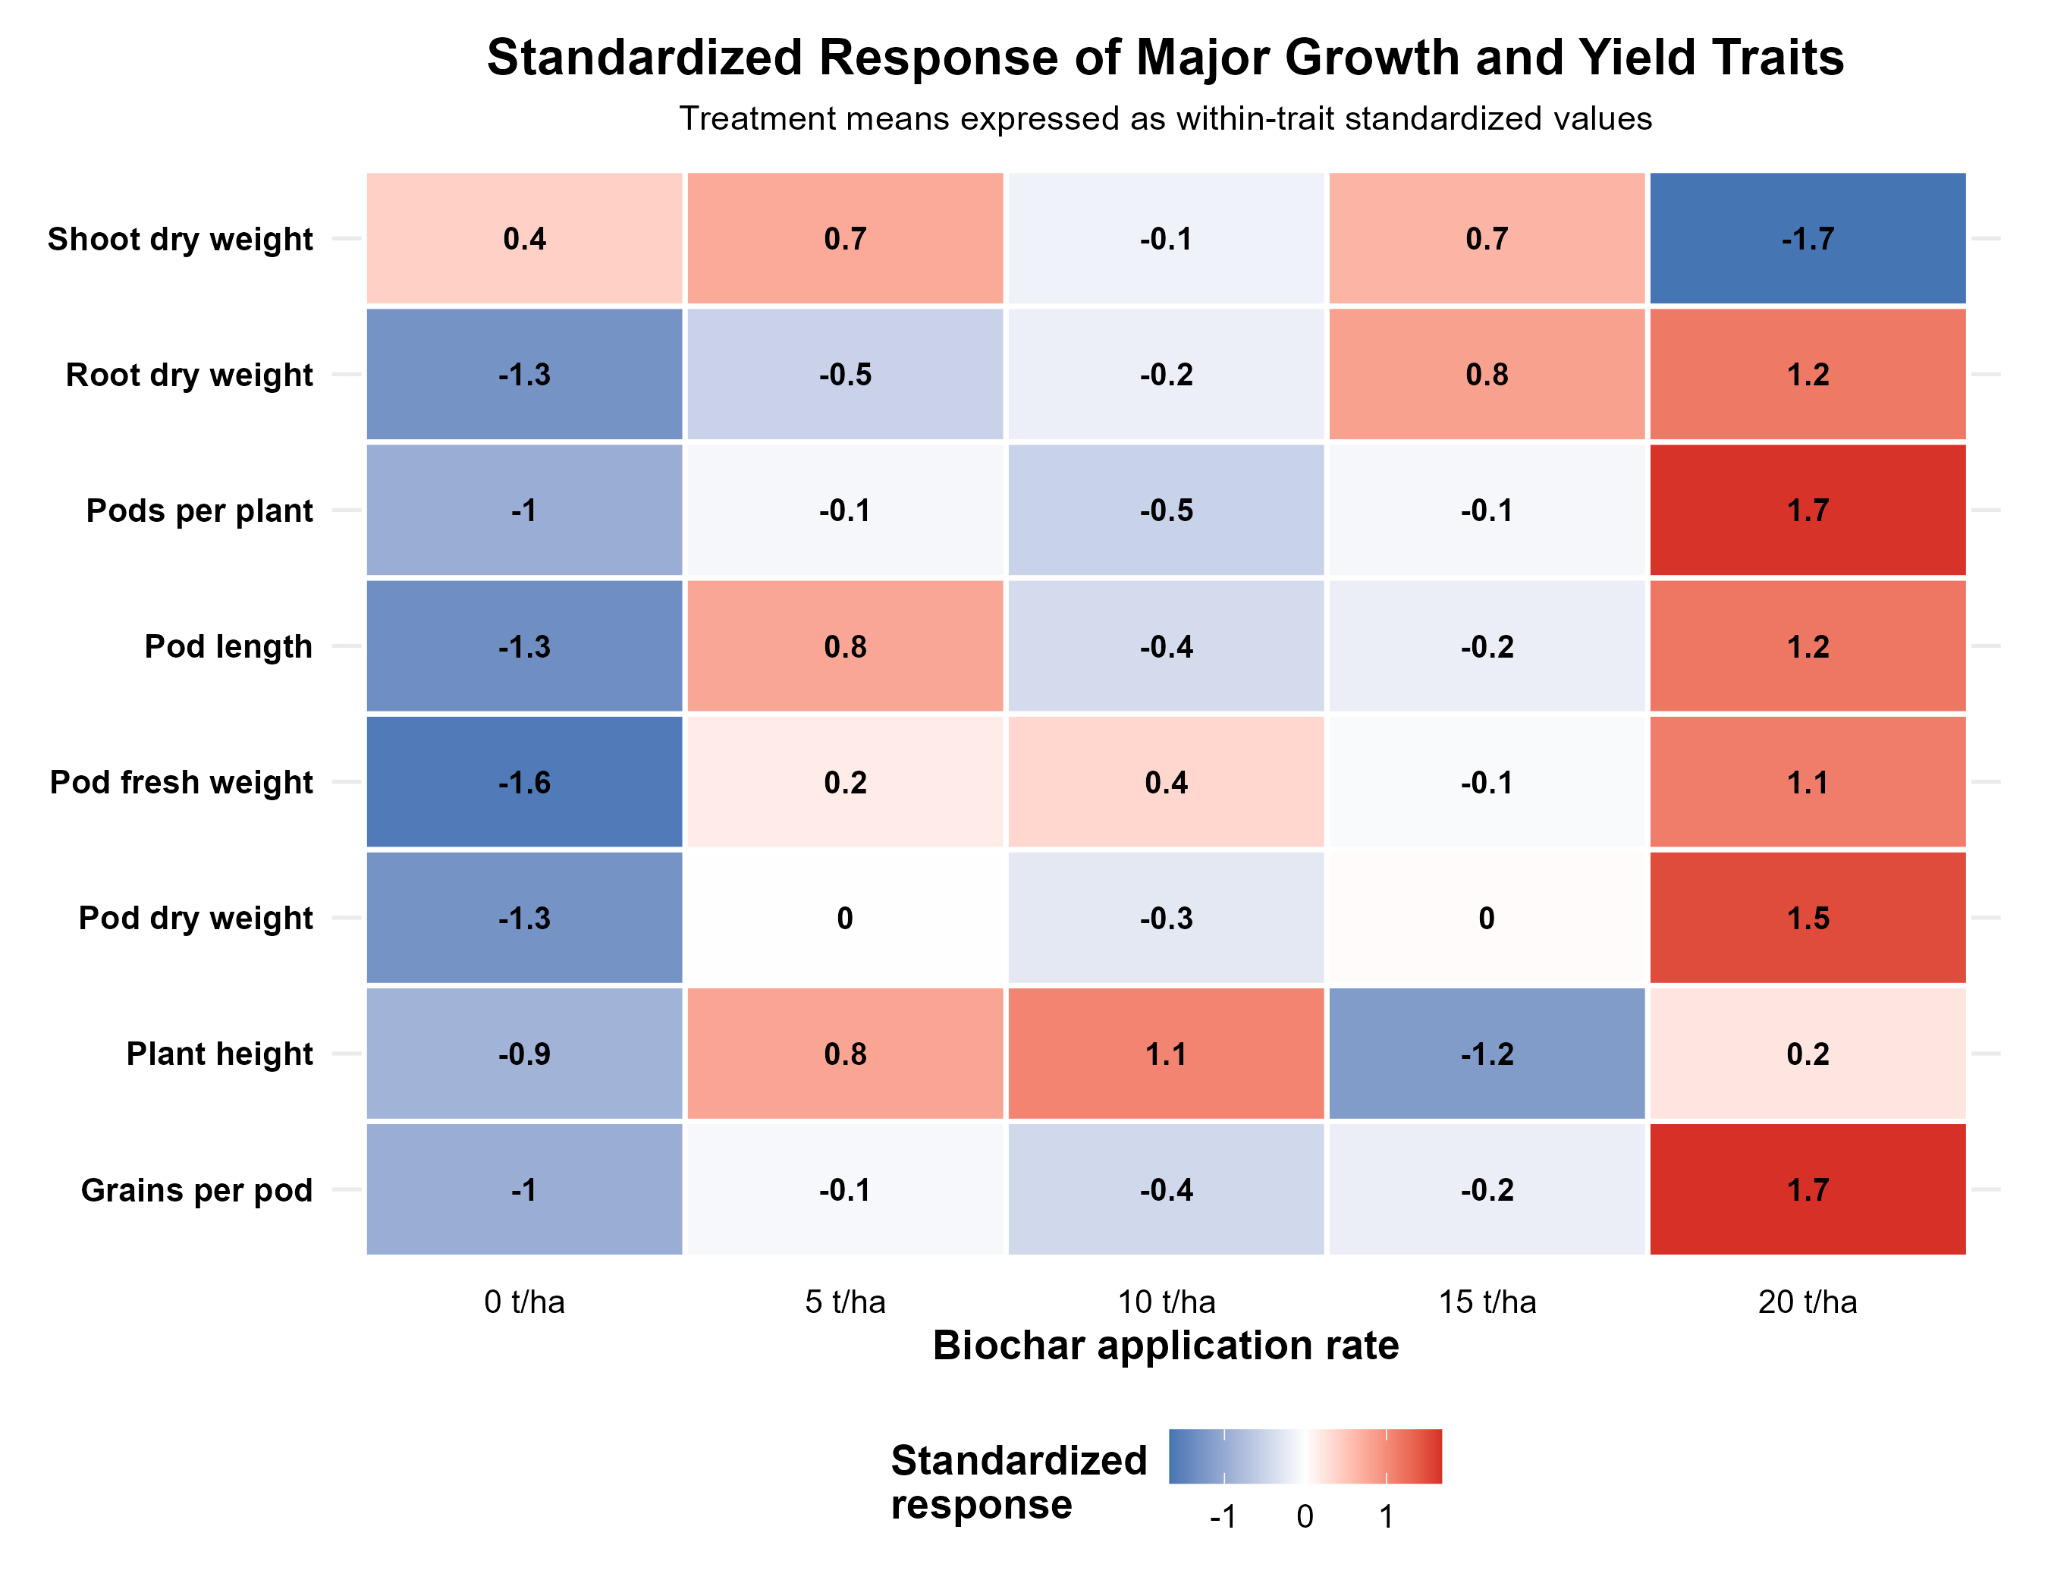 Standardized Response of Major Growth and Yield Traits
Treatment means expressed as within-trait standardized values
Shoot dry weight 0.4 0.7 -0.1 0.7 -1.7
Root dry weight -1.3 -0.5 -0.2 0.8 1.2
Pods per plant -1 -0.1 -0.5 -0.1 1.7
Pod length -1.3 0.8 -0.4 -0.2 1.2
Pod fresh weight -1.6 0.2 0.4 -0.1 1.1
Pod dry weight -1.3 0 -0.3 0 1.5
Plant height -0.9 0.8 1.1 -1.2 0.2
Grains per pod -1 -0.1 -0.4 -0.2 1.7
0 t/ha 5 t/ha 10 t/ha 15 t/ha 20 t/ha
Biochar application rate
Standardized
response
-1 0 1